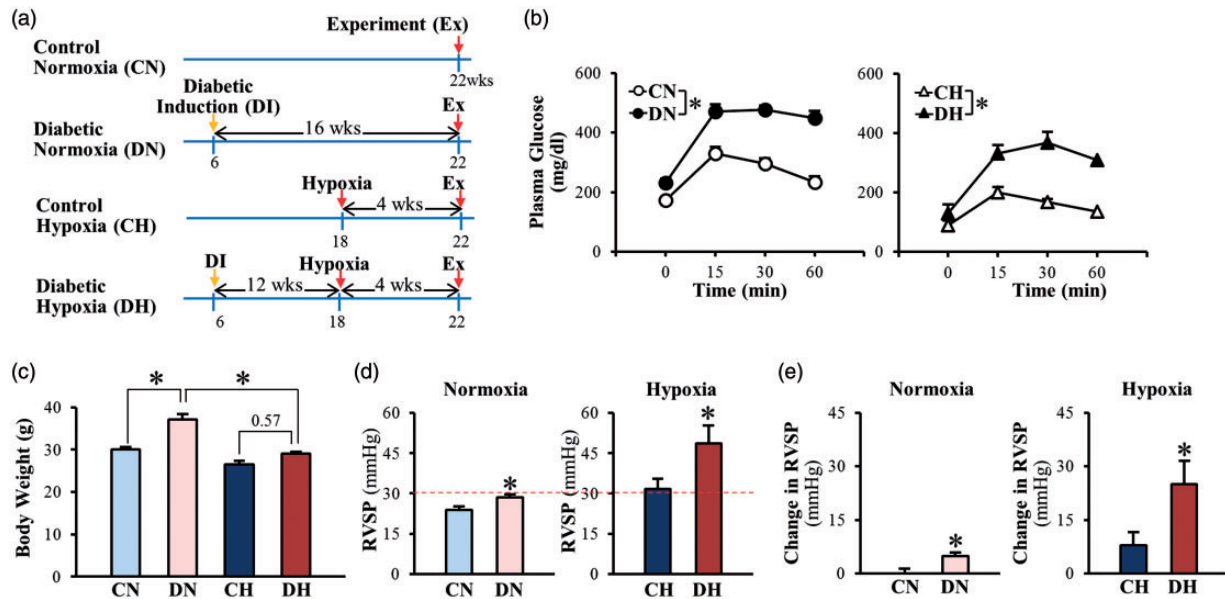 (a)
Experiment (Ex)
Control
Normoxia (CN)
22wks
Diabetic
Induction (DI)
Ex
Diabetic
Normoxia (DN)
16 wks
6
22
Hypoxia
Ex
Control
Hypoxia (CH)
4 wks
18
22
DI
Hypoxia
Ex
Diabetic
Hypoxia (DH)
12 wks
4 wks
6
18
22
(b)
Plasma Glucose
(mg/dl)
600
400
200
0
CN
DN
*
0 15 30 60
Time (min)
600
400
200
0
CH
DH
*
0 15 30 60
Time (min)
(c)
Body Weight (g)
40
30
20
10
0
*
*
0.57
CN DN CH DH
(d)
Normoxia
RVSP (mmHg)
60
45
30
15
0
*
CN DN
Hypoxia
RVSP (mmHg)
60
45
30
15
0
*
CH DH
(e)
Normoxia
Change in RVSP
(mmHg)
45
30
15
0
*
CN DN
Hypoxia
Change in RVSP
(mmHg)
45
30
15
0
*
CH DH